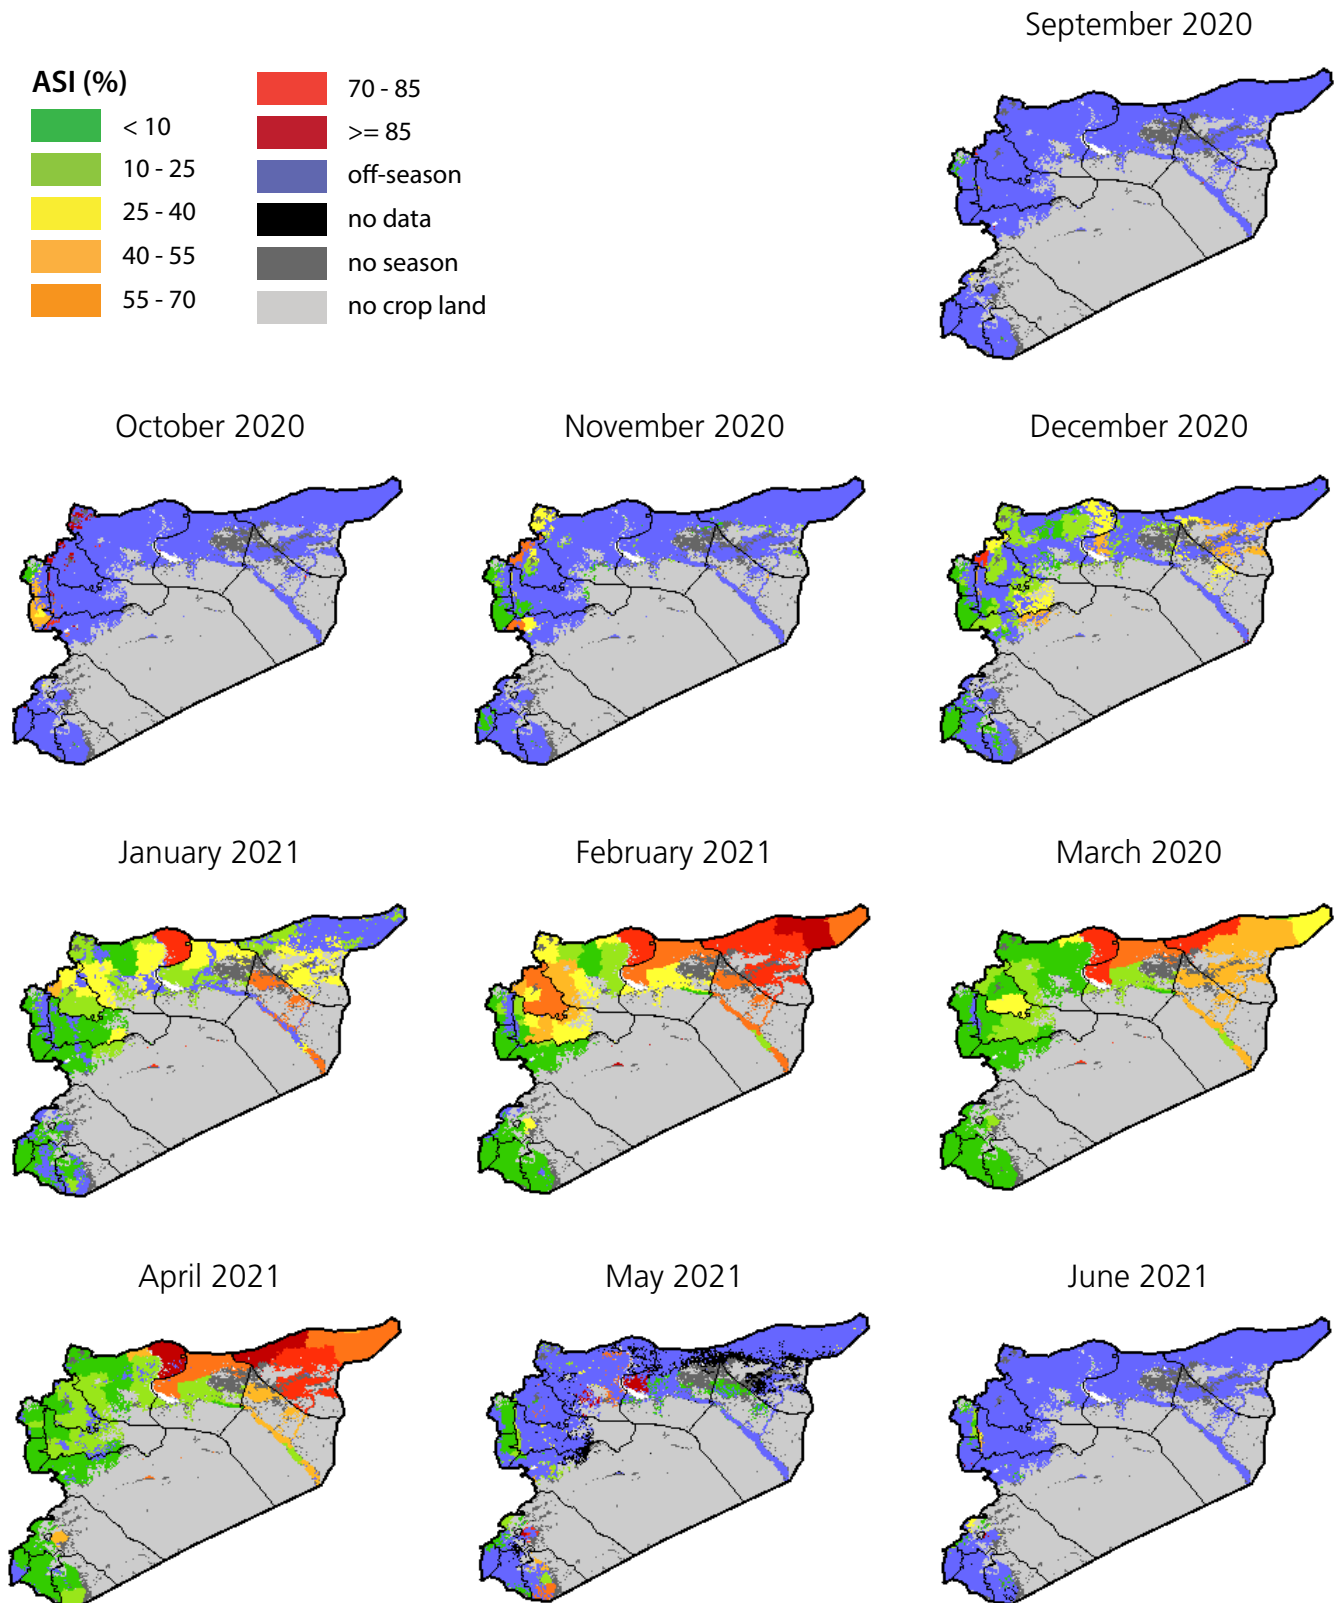 September 2020
ASI (%)
< 10
10 - 25
25 - 40
40 - 55
55 - 70
70 - 85
>= 85
off-season
no data
no season
no crop land
October 2020
November 2020
December 2020
January 2021
February 2021
March 2020
April 2021
May 2021
June 2021